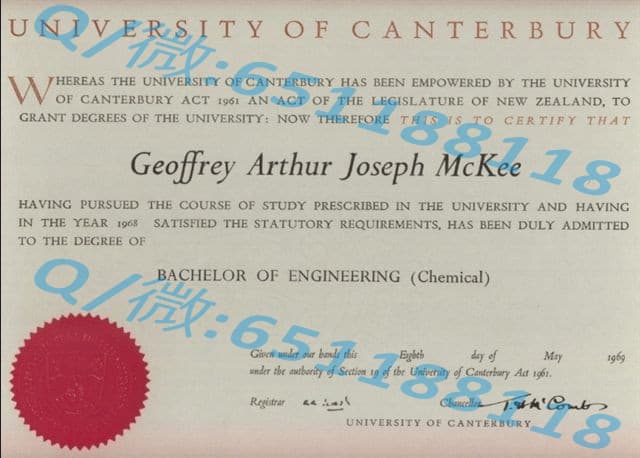 UNIVERSITY OF CANTERBURY
WHEREAS THE UNIVERSITY OF CANTERBURY HAS BEEN EMPOWERED BY THE UNIVERSITY
OF CANTERBURY ACT 1961 AN ACT OF THE LEGISLATURE OF NEW ZEALAND, TO
GRANT DEGREES OF THE UNIVERSITY: NOW THEREFORE THIS IS TO CERTIFY THAT
Q/微:651188118
Geoffrey Arthur Joseph McKee
HAVING PURSUED THE COURSE OF STUDY PRESCRIBED IN THE UNIVERSITY AND HAVING
IN THE YEAR 1968 SATISFIED THE STATUTORY REQUIREMENTS, HAS BEEN DULY ADMITTED
TO THE DEGREE OF
BACHELOR OF ENGINEERING (Chemical)
Q/微:651188118
Given under our hands this Eighth day of May 1969
under the authority of Section 19 of the University of Canterbury Act 1961.
Registrar Chancellor
UNIVERSITY OF CANTERBURY